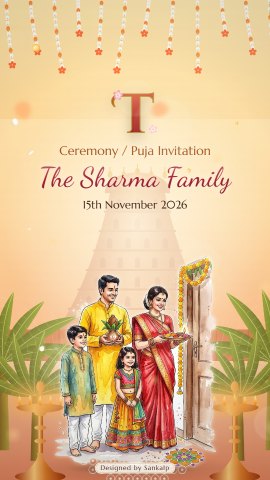 T
Ceremony / Puja Invitation
The Sharma Family
15th November 2026
Designed by Sankalp